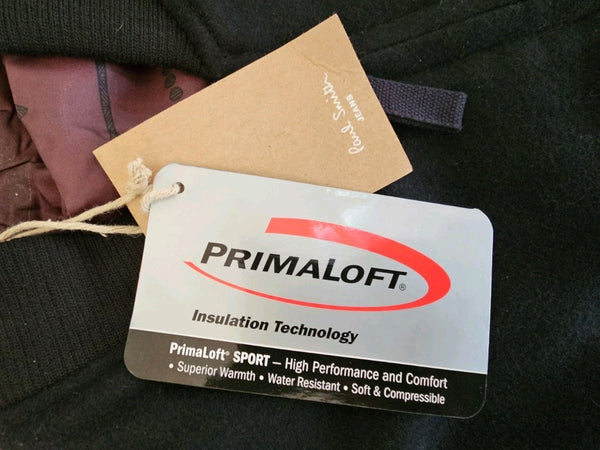 Paul Smith
JEANS
PRIMALOFT®
Insulation Technology
PrimaLoft® SPORT — High Performance and Comfort
• Superior Warmth • Water Resistant • Soft & Compressible